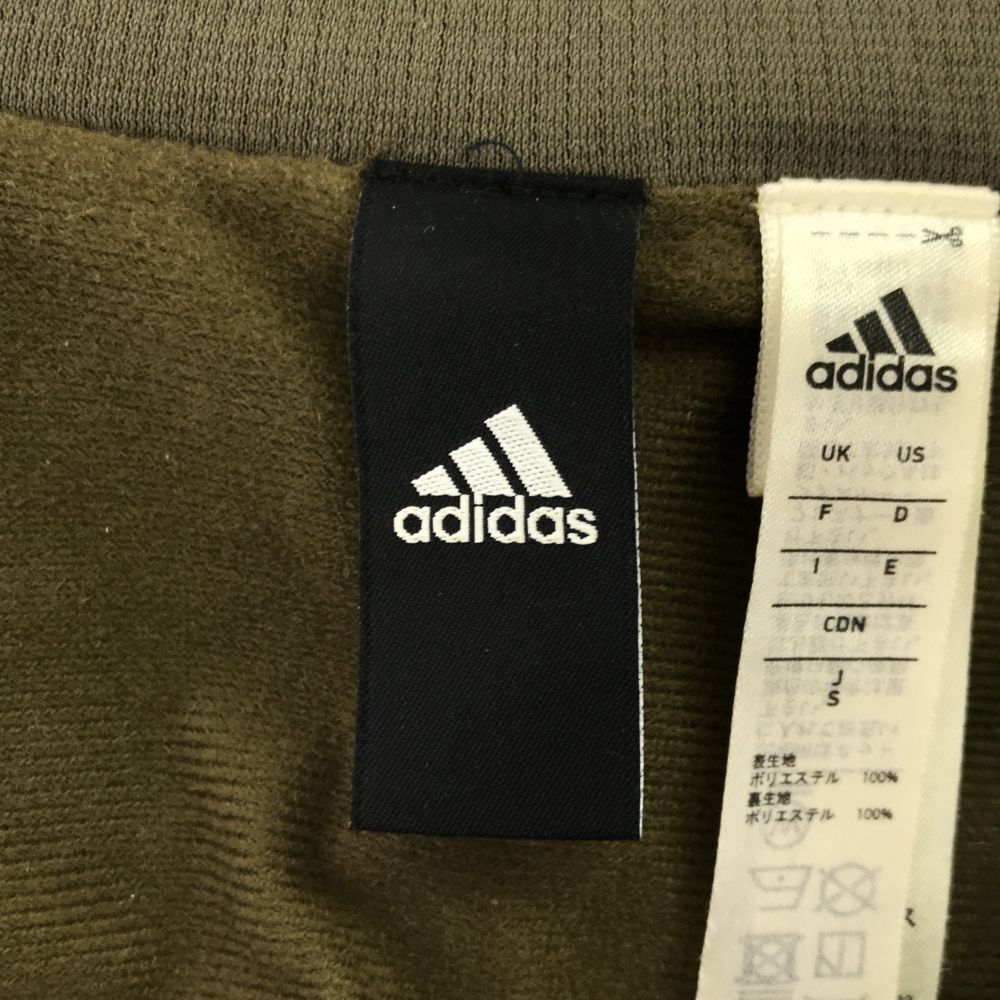 adidas
adidas
UK US
F D
I E
CDN
J
S
表生地
ポリエステル 100%
裏生地
ポリエステル 100%